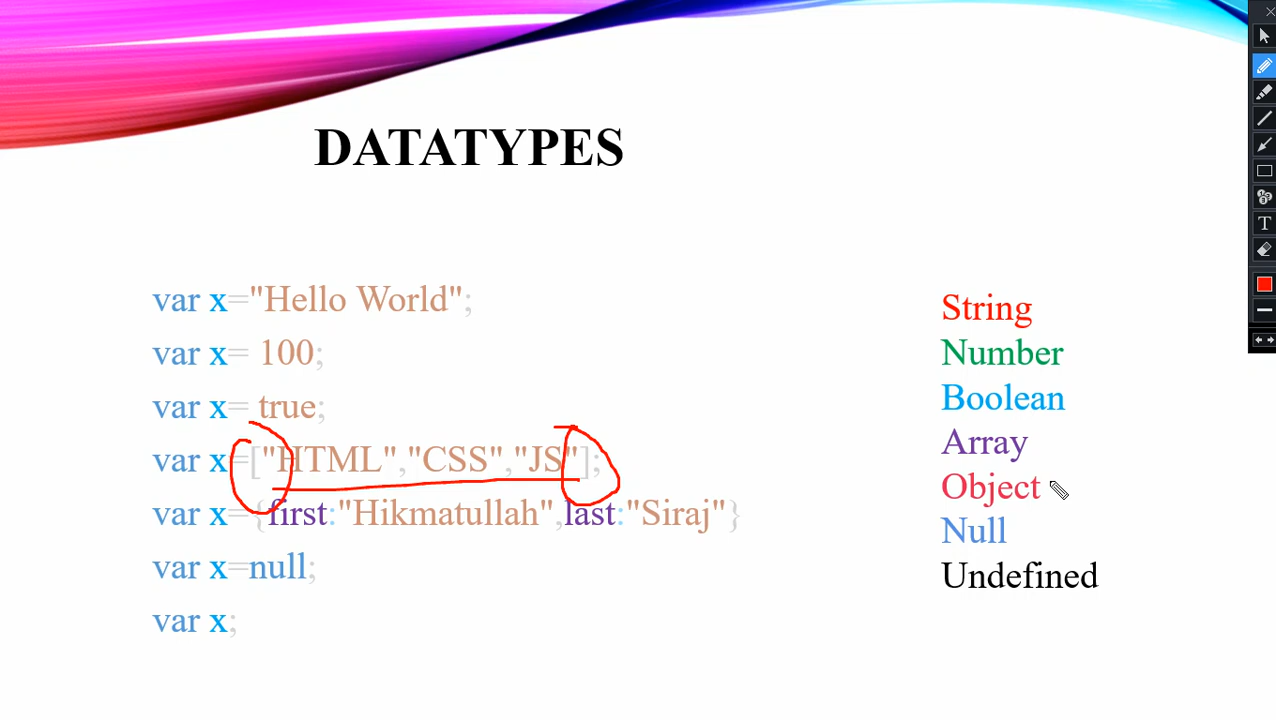 DATATYPES
var x="Hello World";
var x= 100;
var x= true;
var x=["HTML","CSS","JS"];
var x={first:"Hikmatullah",last:"Siraj"}
var x=null;
var x;
String
Number
Boolean
Array
Object
Null
Undefined